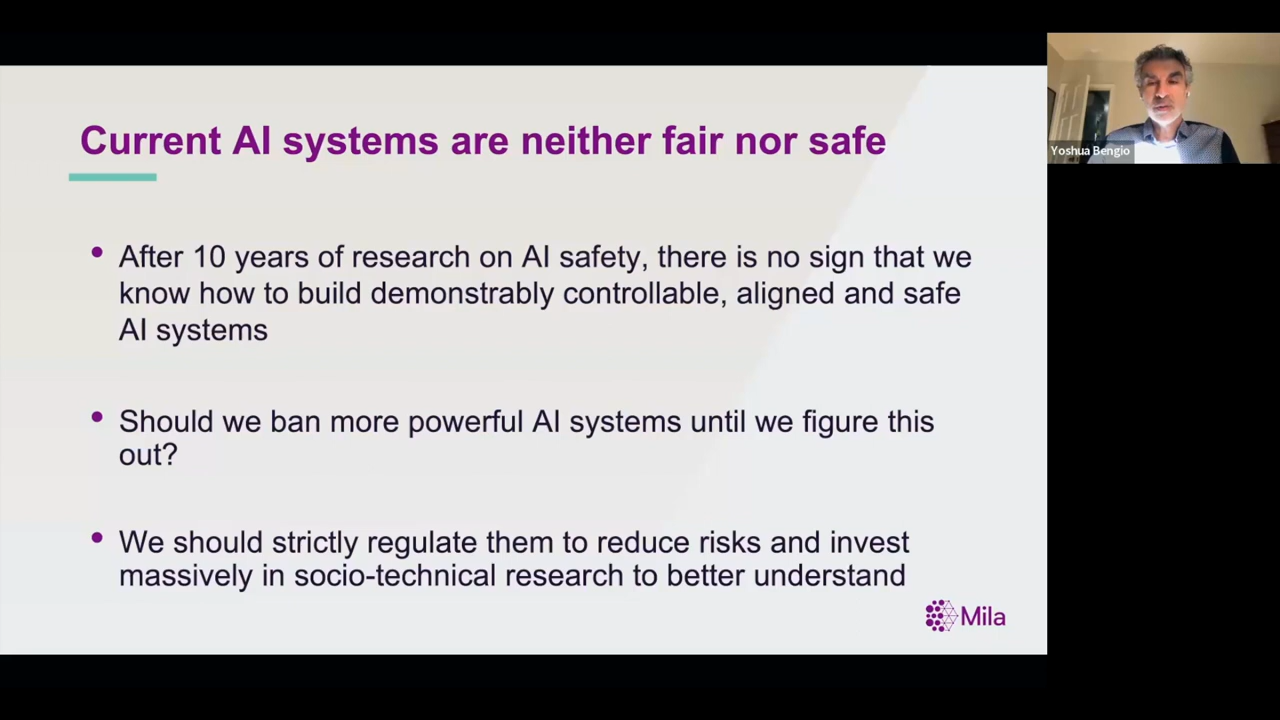 Current AI systems are neither fair nor safe
• After 10 years of research on AI safety, there is no sign that we
know how to build demonstrably controllable, aligned and safe
AI systems
• Should we ban more powerful AI systems until we figure this
out?
• We should strictly regulate them to reduce risks and invest
massively in socio-technical research to better understand
Mila
Yoshua Bengio